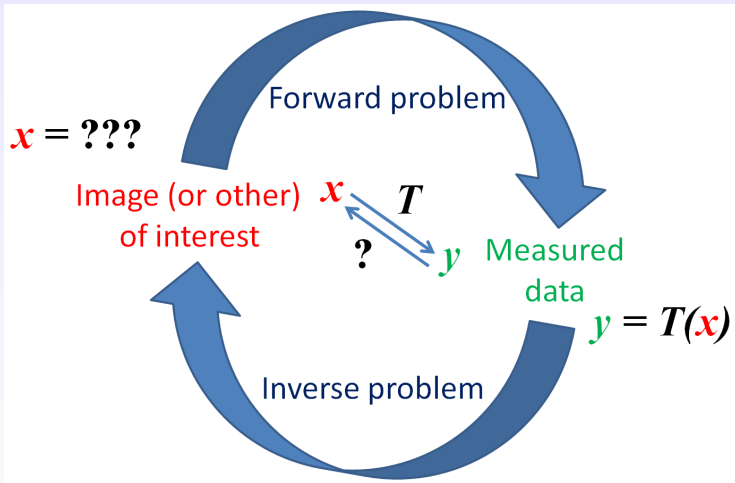 Forward problem
x = ???
Image (or other)
of interest
x
T
?
y
Measured
data
y = T(x)
Inverse problem